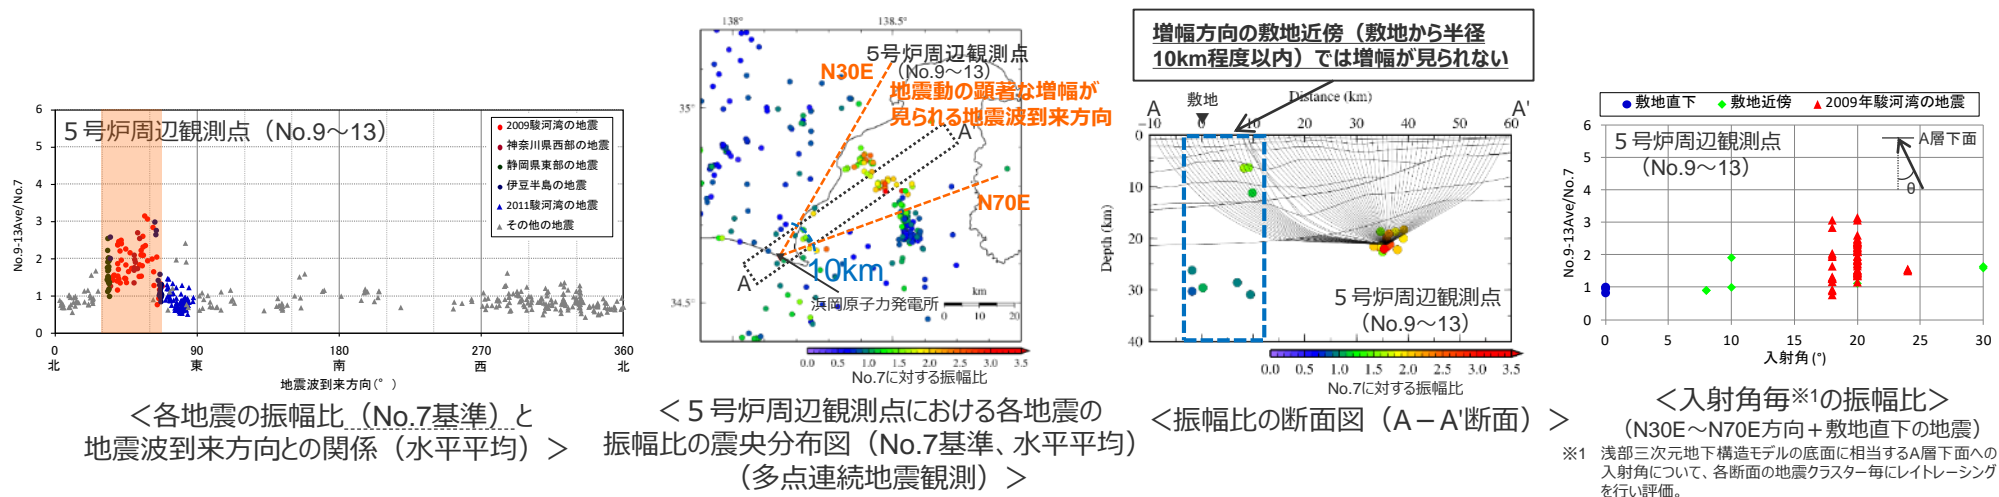 6
5
4
3
2
1
0
No.9-13Ave/No.7
５号炉周辺観測点（No.9～13）
2009駿河湾の地震
神奈川県西部の地震
静岡県東部の地震
伊豆半島の地震
2011駿河湾の地震
その他の地震
0 90 180 270 360
北 東 南 西 北
地震波到来方向(°)
＜各地震の振幅比（No.7基準）と
地震波到来方向との関係（水平平均）＞
138° 138.5°
35°
34.5°
５号炉周辺観測点
（No.9～13）
N30E
地震動の顕著な増幅が
見られる地震波到来方向
A'
N70E
A
10km
浜岡原子力発電所
km
0 10 20
0.0 0.5 1.0 1.5 2.0 2.5 3.0 3.5
No.7に対する振幅比
＜５号炉周辺観測点における各地震の
振幅比の震央分布図（No.7基準、水平平均）
（多点連続地震観測）＞
増幅方向の敷地近傍（敷地から半径
10km程度以内）では増幅が見られない
A 敷地 Distance (km) A'
-10 0 10 20 30 40 50 60
0
10
20
30
40
Depth (km)
５号炉周辺観測点
（No.9～13）
0.0 0.5 1.0 1.5 2.0 2.5 3.0 3.5
No.7に対する振幅比
＜振幅比の断面図（A－A'断面）＞
敷地直下 敷地近傍 2009年駿河湾の地震
6
5
4
3
2
1
0
No.9-13Ave/No.7
５号炉周辺観測点
（No.9～13）
A層下面
θ
0 5 10 15 20 25 30
入射角(°)
＜入射角毎※1の振幅比＞
（N30E～N70E方向＋敷地直下の地震）
※1 浅部三次元地下構造モデルの底面に相当するA層下面への
入射角について、各断面の地震クラスター毎にレイトレーシング
を行い評価。